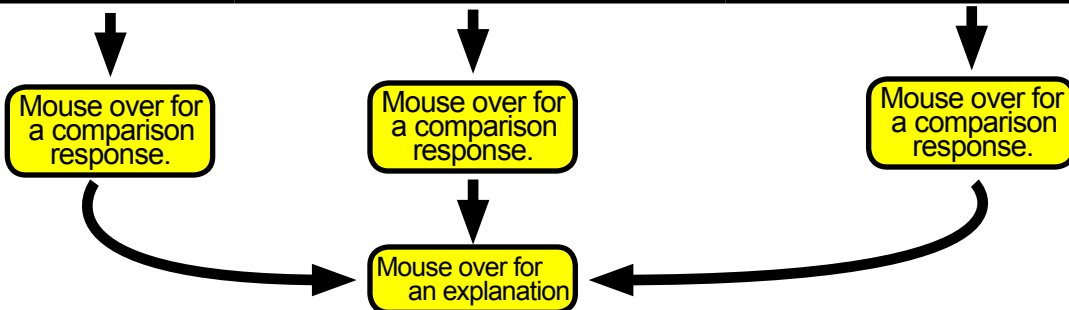 Mouse over for
a comparison
response.
Mouse over for
a comparison
response.
Mouse over for
a comparison
response.
Mouse over for
an explanation